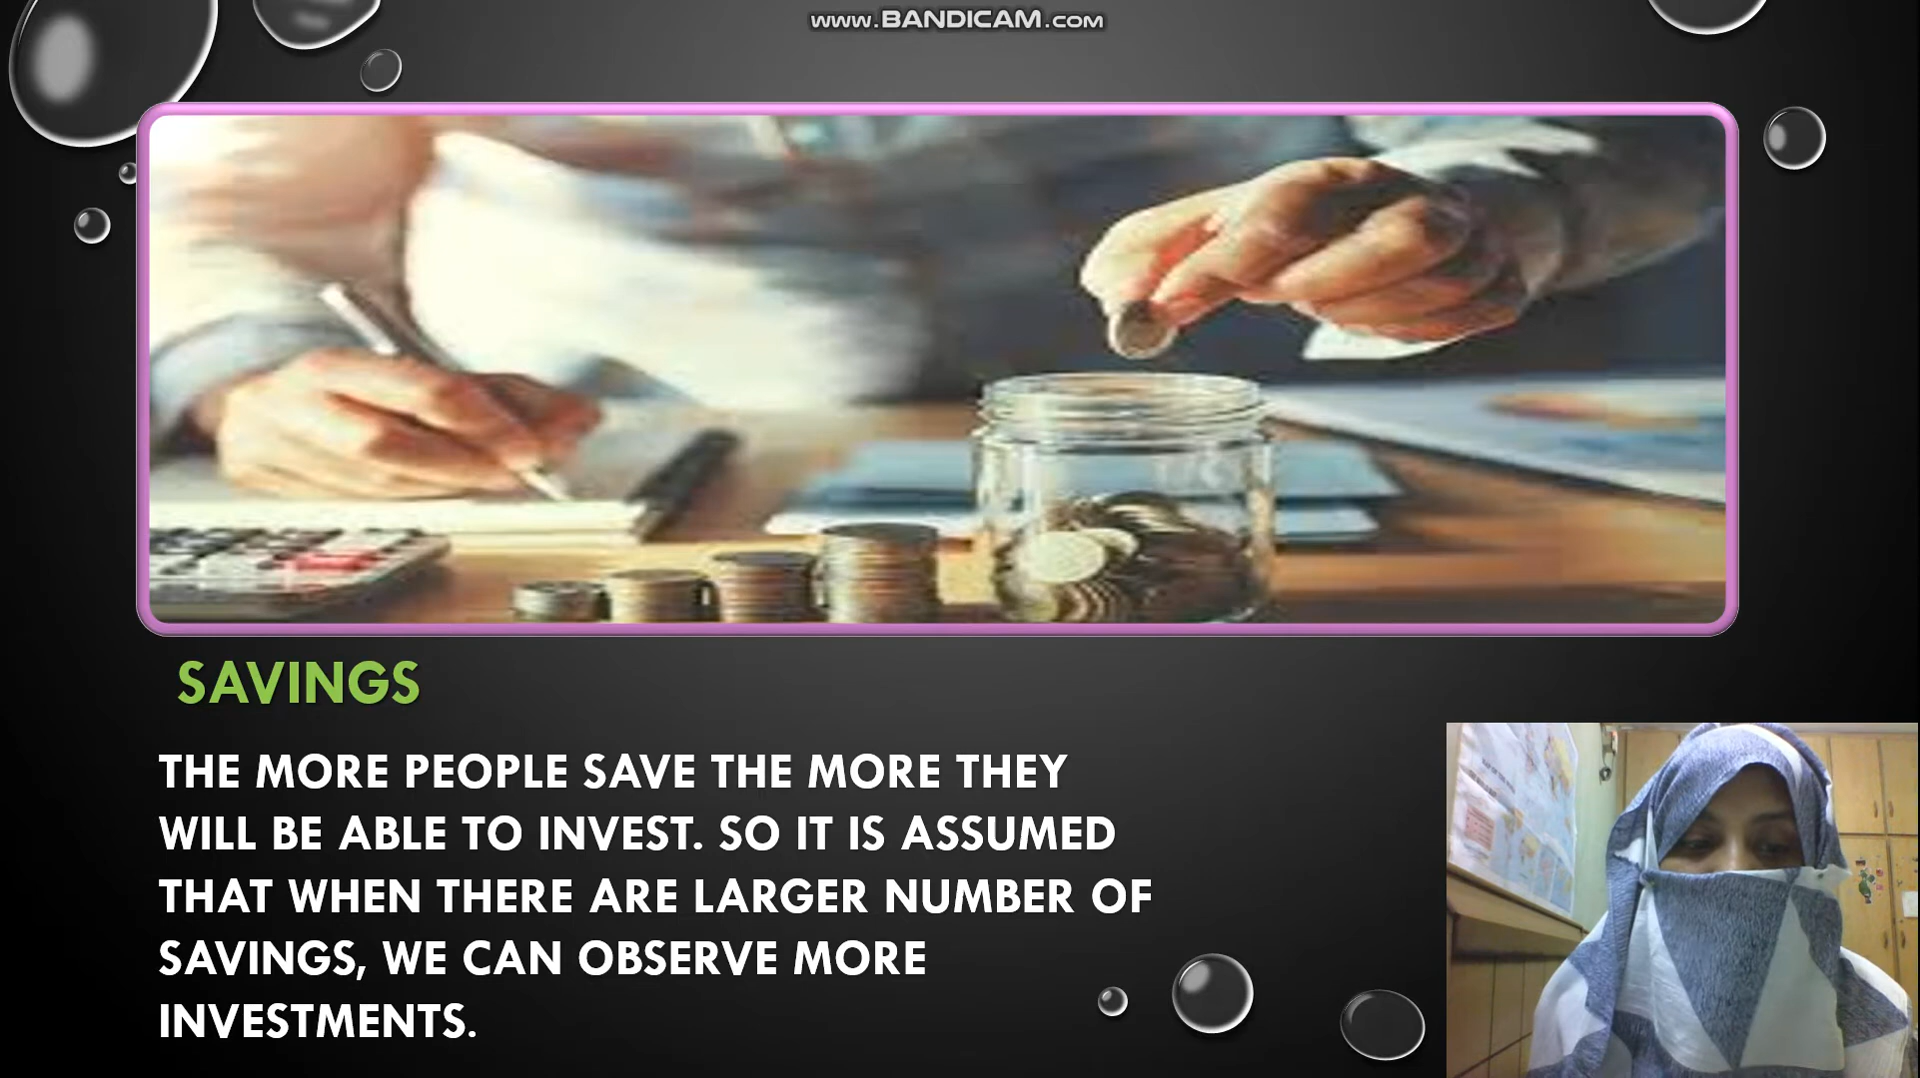 www.BANDICAM.com
SAVINGS
THE MORE PEOPLE SAVE THE MORE THEY
WILL BE ABLE TO INVEST. SO IT IS ASSUMED
THAT WHEN THERE ARE LARGER NUMBER OF
SAVINGS, WE CAN OBSERVE MORE
INVESTMENTS.